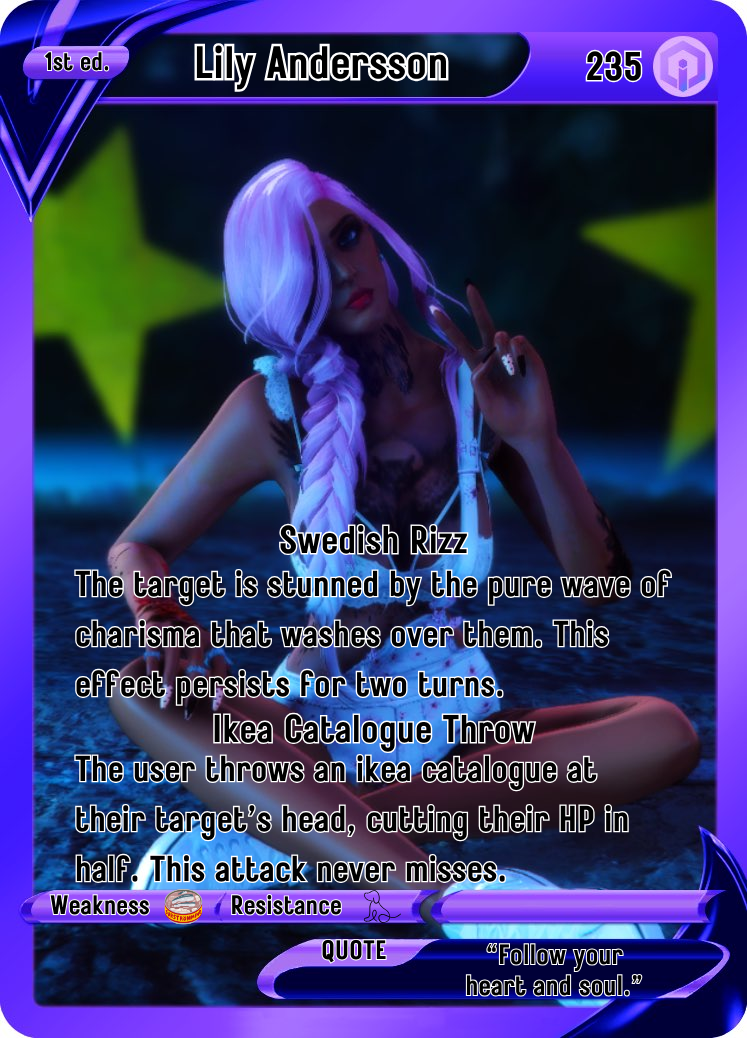 1st ed.
Lily Andersson
235
Swedish Rizz
The target is stunned by the pure wave of
charisma that washes over them. This
effect persists for two turns.
Ikea Catalogue Throw
The user throws an ikea catalogue at
their target's head, cutting their HP in
half. This attack never misses.
Weakness
Resistance
QUOTE
“Follow your
heart and soul.”